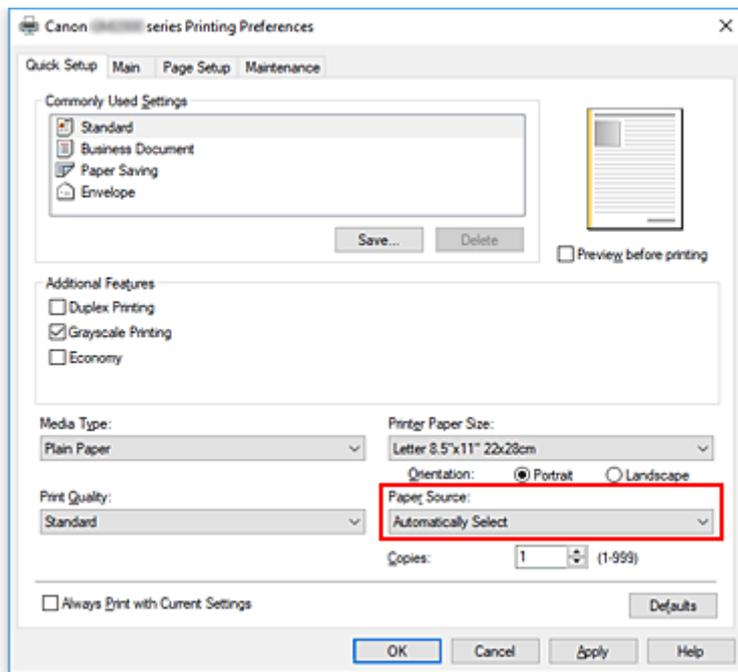 Canon series Printing Preferences
Quick Setup Main Page Setup Maintenance
Commonly Used Settings
Standard
Business Document
Paper Saving
Envelope
Save... Delete
Preview before printing
Additional Features
Duplex Printing
Grayscale Printing
Economy
Media Type: Printer Paper Size:
Plain Paper Letter 8.5"x11" 22x28cm
Orientation: Portrait Landscape
Print Quality: Paper Source:
Standard Automatically Select
Copies: 1 (1-999)
Always Print with Current Settings Defaults
OK Cancel Apply Help